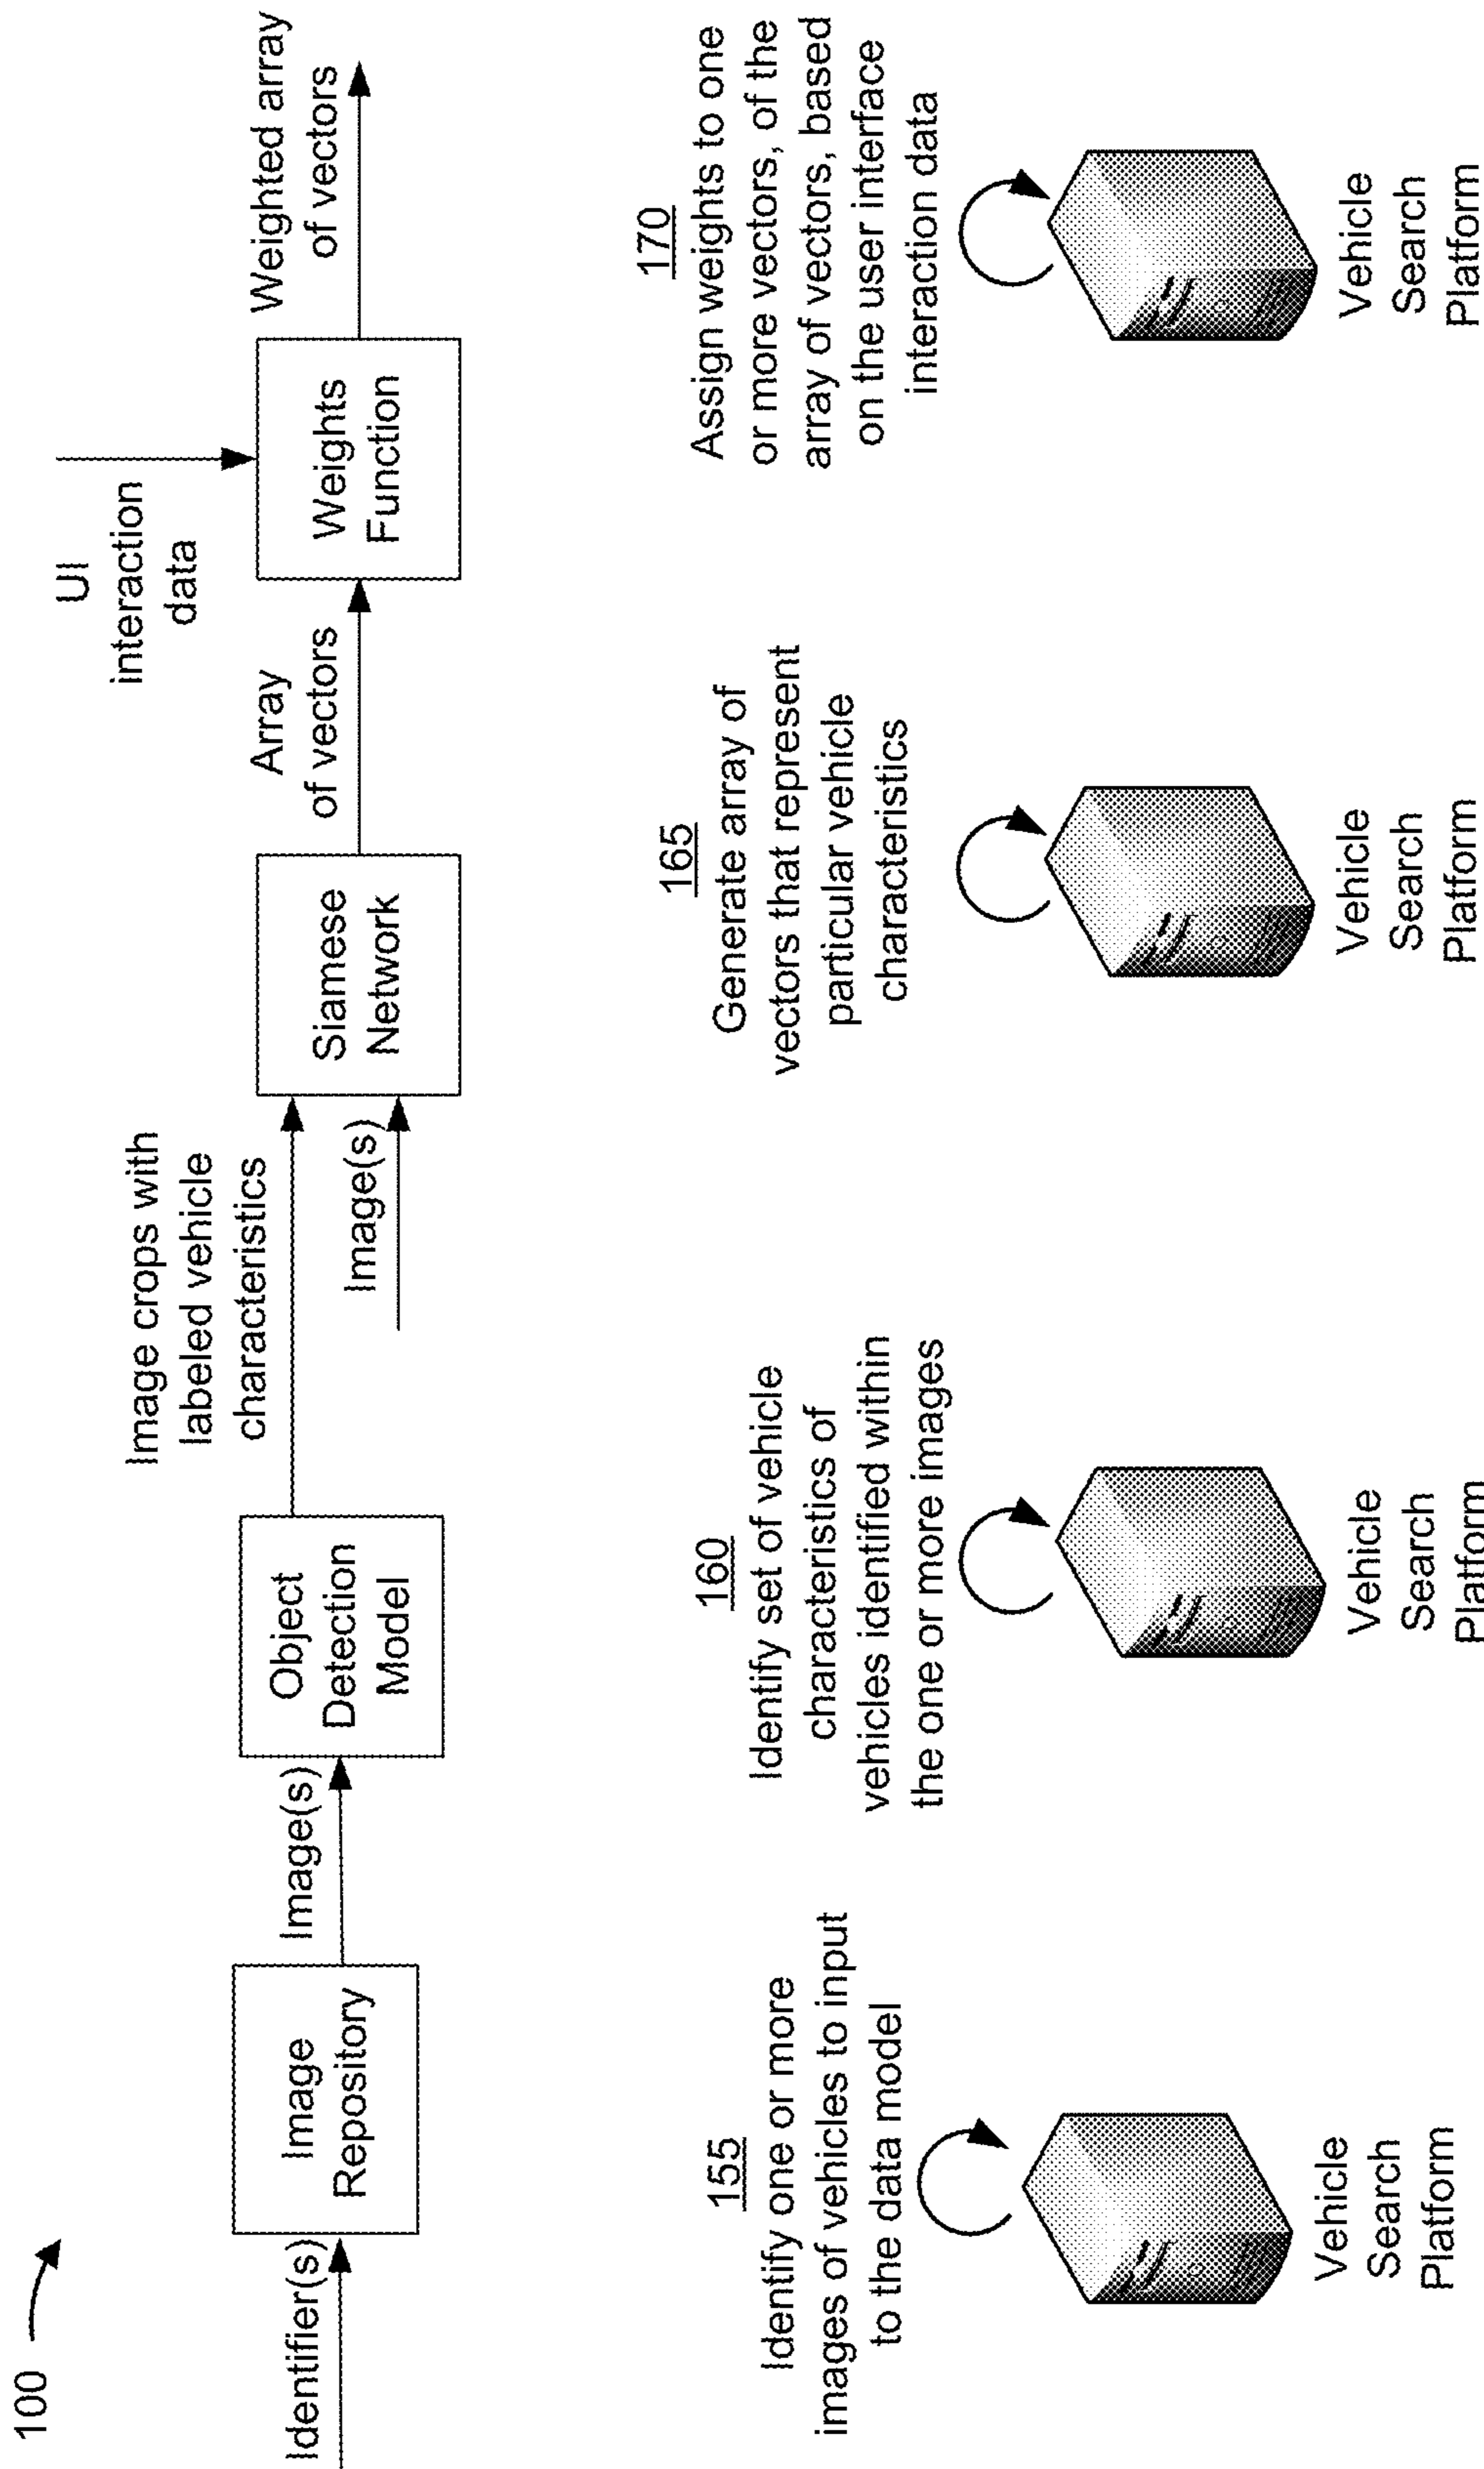 100
Identifier(s)
Image
Repository
Image(s)
Object
Detection
Model
Image crops with
labeled vehicle
characteristics
Image(s)
Siamese
Network
Array
of vectors
UI
interaction
data
Weights
Function
Weighted array
of vectors
155
Identify one or more
images of vehicles to input
to the data model
Vehicle
Search
Platform
160
Identify set of vehicle
characteristics of
vehicles identified within
the one or more images
Vehicle
Search
Platform
165
Generate array of
vectors that represent
particular vehicle
characteristics
Vehicle
Search
Platform
170
Assign weights to one
or more vectors, of the
array of vectors, based
on the user interface
interaction data
Vehicle
Search
Platform